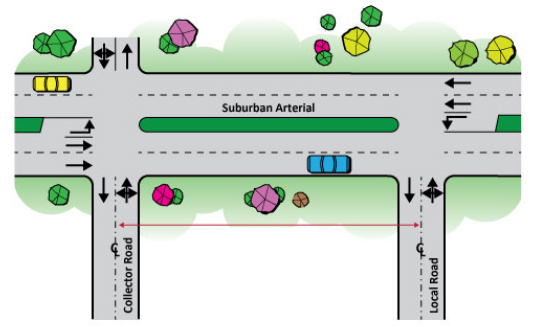 Suburban Arterial
℄
Collector Road
℄
Local Road